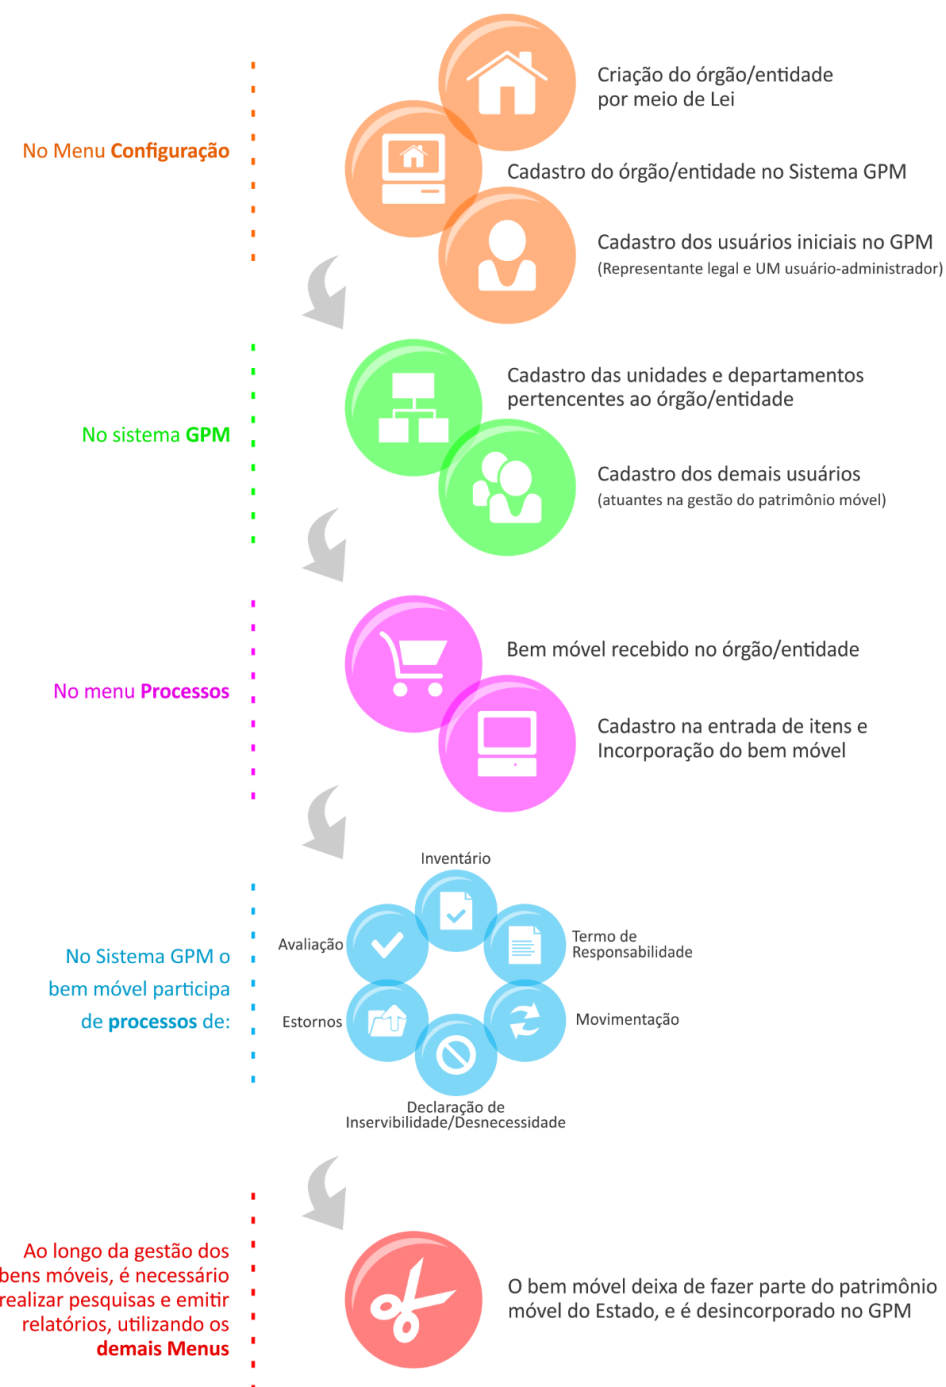 Criação do órgão/entidade
por meio de Lei
No Menu Configuração
Cadastro do órgão/entidade no Sistema GPM
Cadastro dos usuários iniciais no GPM
(Representante legal e UM usuário-administrador)
Cadastro das unidades e departamentos
pertencentes ao órgão/entidade
No sistema GPM
Cadastro dos demais usuários
(atuantes na gestão do patrimônio móvel)
Bem móvel recebido no órgão/entidade
No menu Processos
Cadastro na entrada de itens e
Incorporação do bem móvel
No Sistema GPM o
bem móvel participa
de processos de:
Inventário
Avaliação
Termo de
Responsabilidade
Estornos
Movimentação
Declaração de
Inservibilidade/Desnecessidade
Ao longo da gestão dos
bens móveis, é necessário
realizar pesquisas e emitir
relatórios, utilizando os
demais Menus
O bem móvel deixa de fazer parte do patrimônio
móvel do Estado, e é desincorporado no GPM